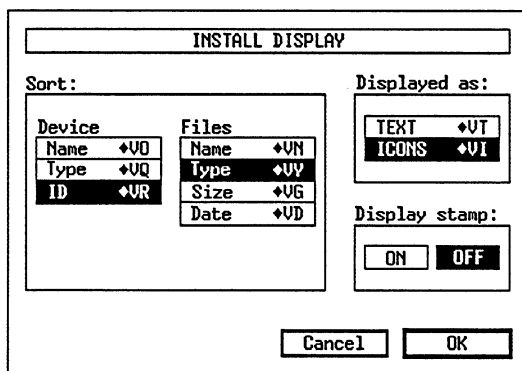 INSTALL DISPLAY
Sort:
Device
Name ♦VO
Type ♦VQ
ID ♦VR
Files
Name ♦VN
Type ♦VY
Size ♦VG
Date ♦VD
Displayed as:
TEXT ♦VT
ICONS ♦VI
Display stamp:
ON OFF
Cancel OK